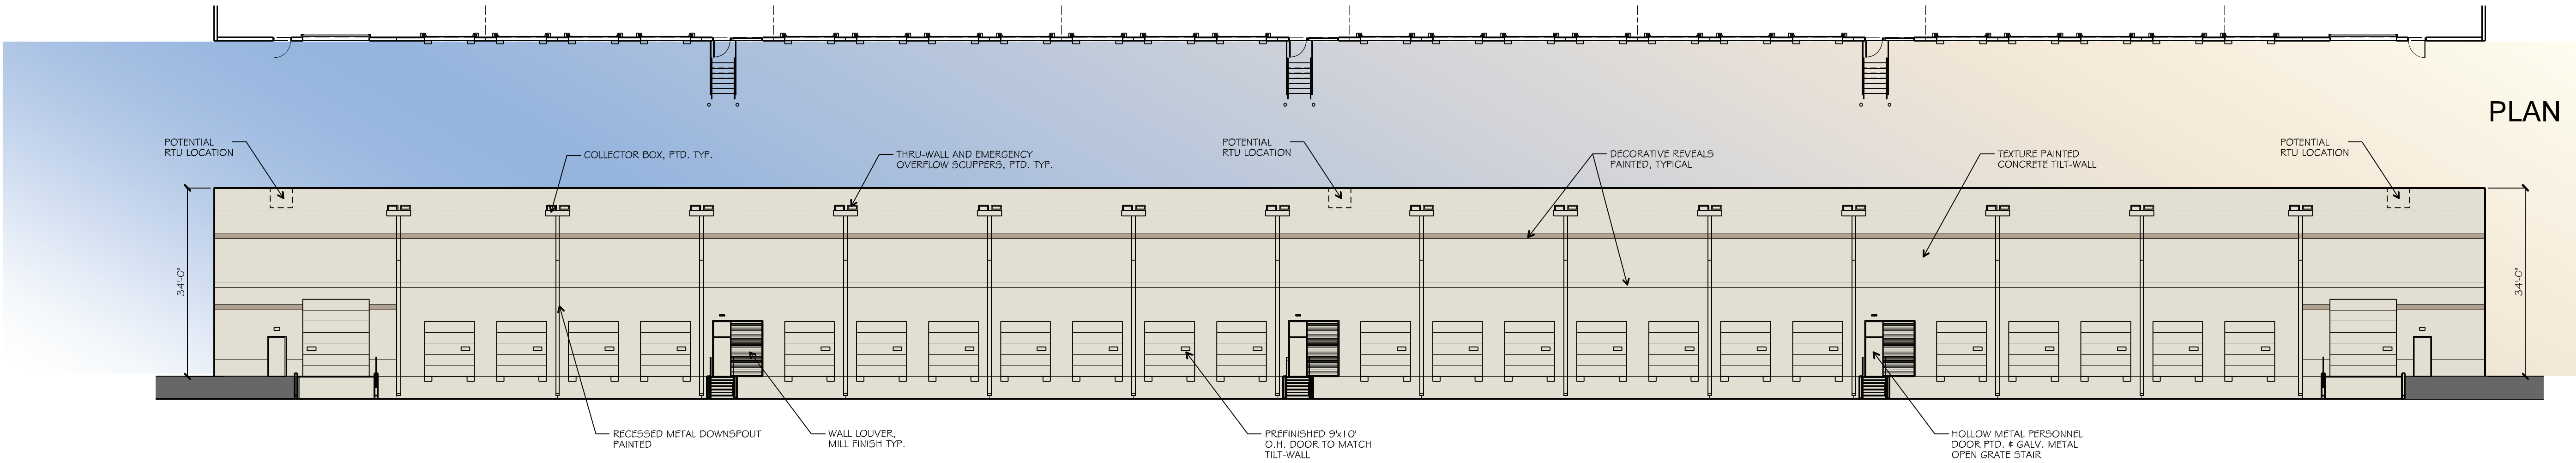 PLAN
POTENTIAL
RTU LOCATION
COLLECTOR BOX, PTD. TYP.
THRU-WALL AND EMERGENCY
OVERFLOW SCUPPERS, PTD. TYP.
POTENTIAL
RTU LOCATION
DECORATIVE REVEALS
PAINTED, TYPICAL
TEXTURE PAINTED
CONCRETE TILT-WALL
POTENTIAL
RTU LOCATION
34'-0"
34'-0"
RECESSED METAL DOWNSPOUT
PAINTED
WALL LOUVER,
MILL FINISH TYP.
PREFINISHED 9'x10'
O.H. DOOR TO MATCH
TILT-WALL
HOLLOW METAL PERSONNEL
DOOR PTD. & GALV. METAL
OPEN GRATE STAIR